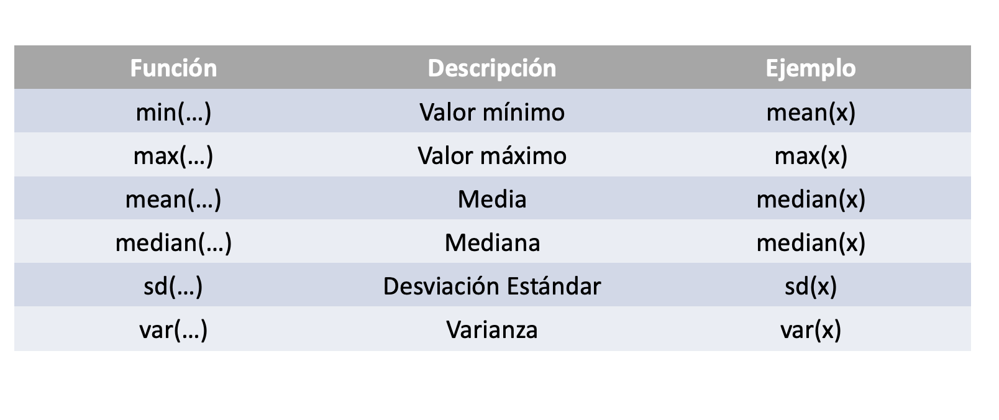 Función Descripción Ejemplo
min(...) Valor mínimo mean(x)
max(...) Valor máximo max(x)
mean(...) Media median(x)
median(...) Mediana median(x)
sd(...) Desviación Estándar sd(x)
var(...) Varianza var(x)